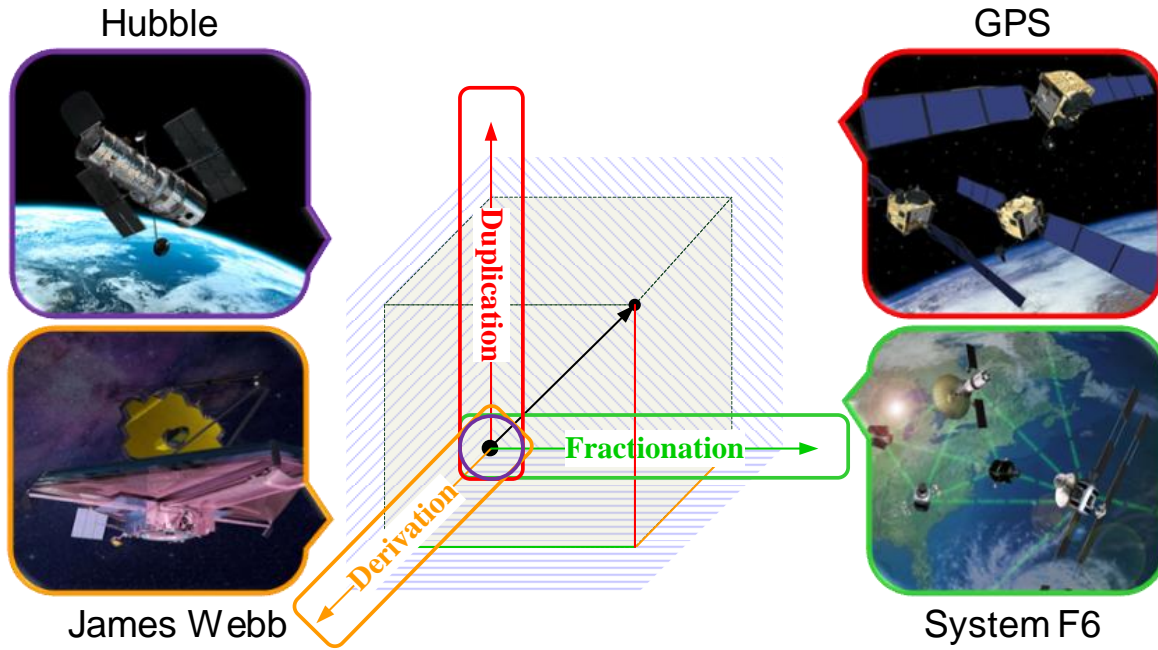 Hubble
GPS
Duplication
Fractionation
Derivation
James Webb
System F6